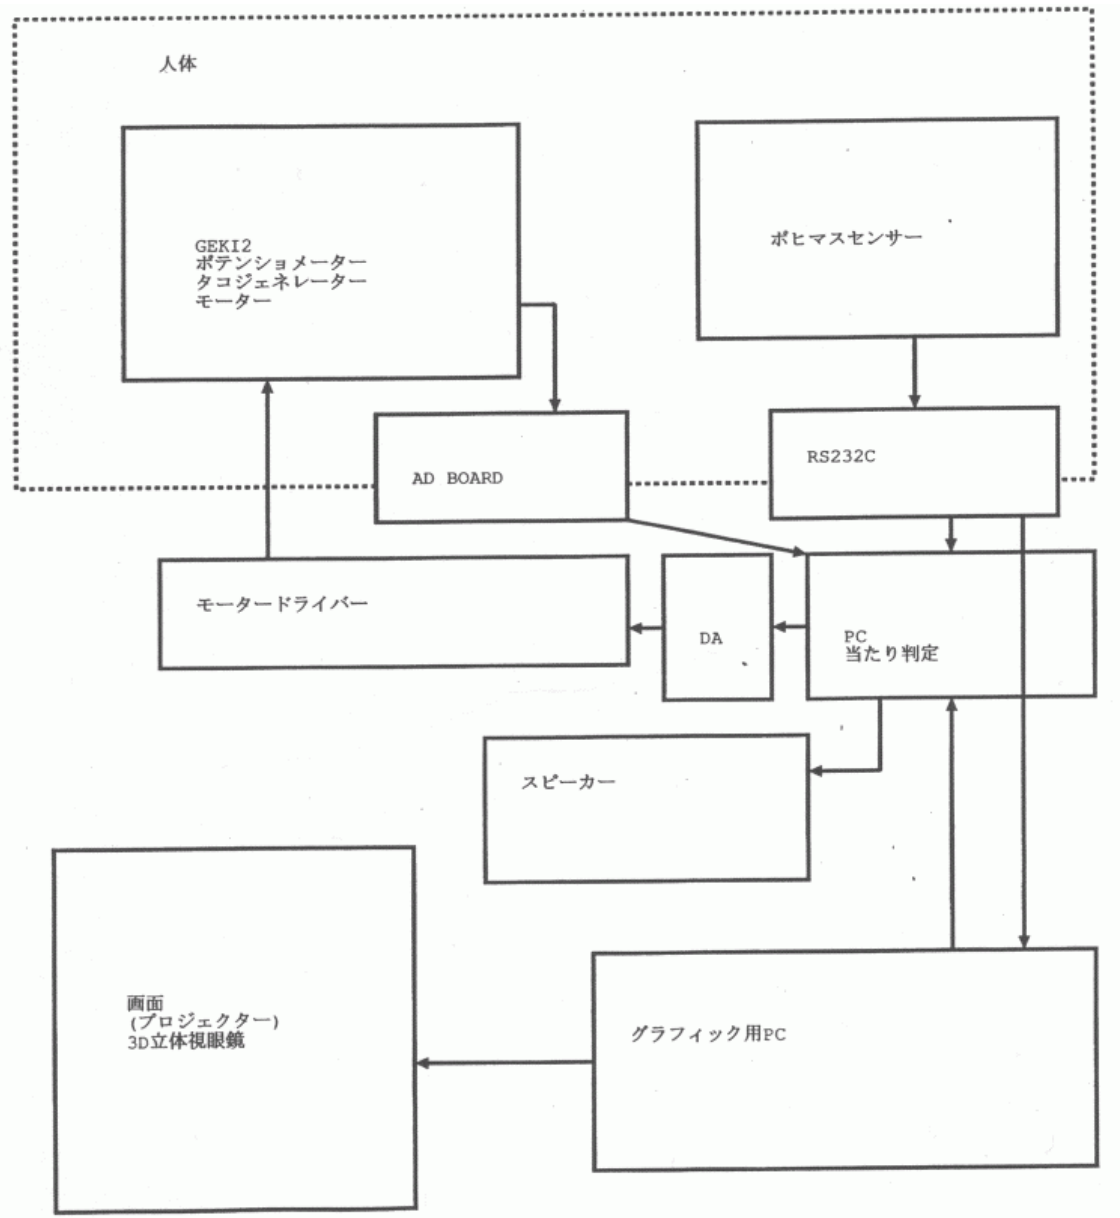 人体
GEKI2
ポテンショメーター
タコジェネレーター
モーター
ポヒマスセンサー
AD BOARD
RS232C
モータードライバー
DA
PC
当たり判定
スピーカー
画面
(プロジェクター)
3D立体視眼鏡
グラフィック用PC